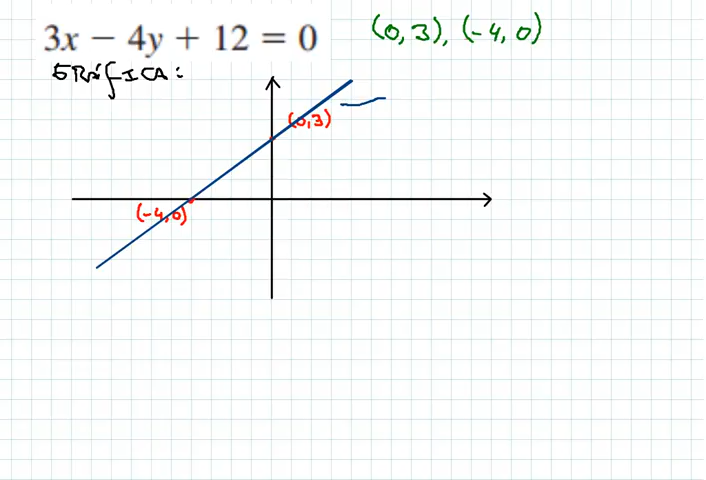 3x − 4y + 12 = 0
(0, 3), (-4, 0)
GRÁFICA:
(0,3)
(-4,0)